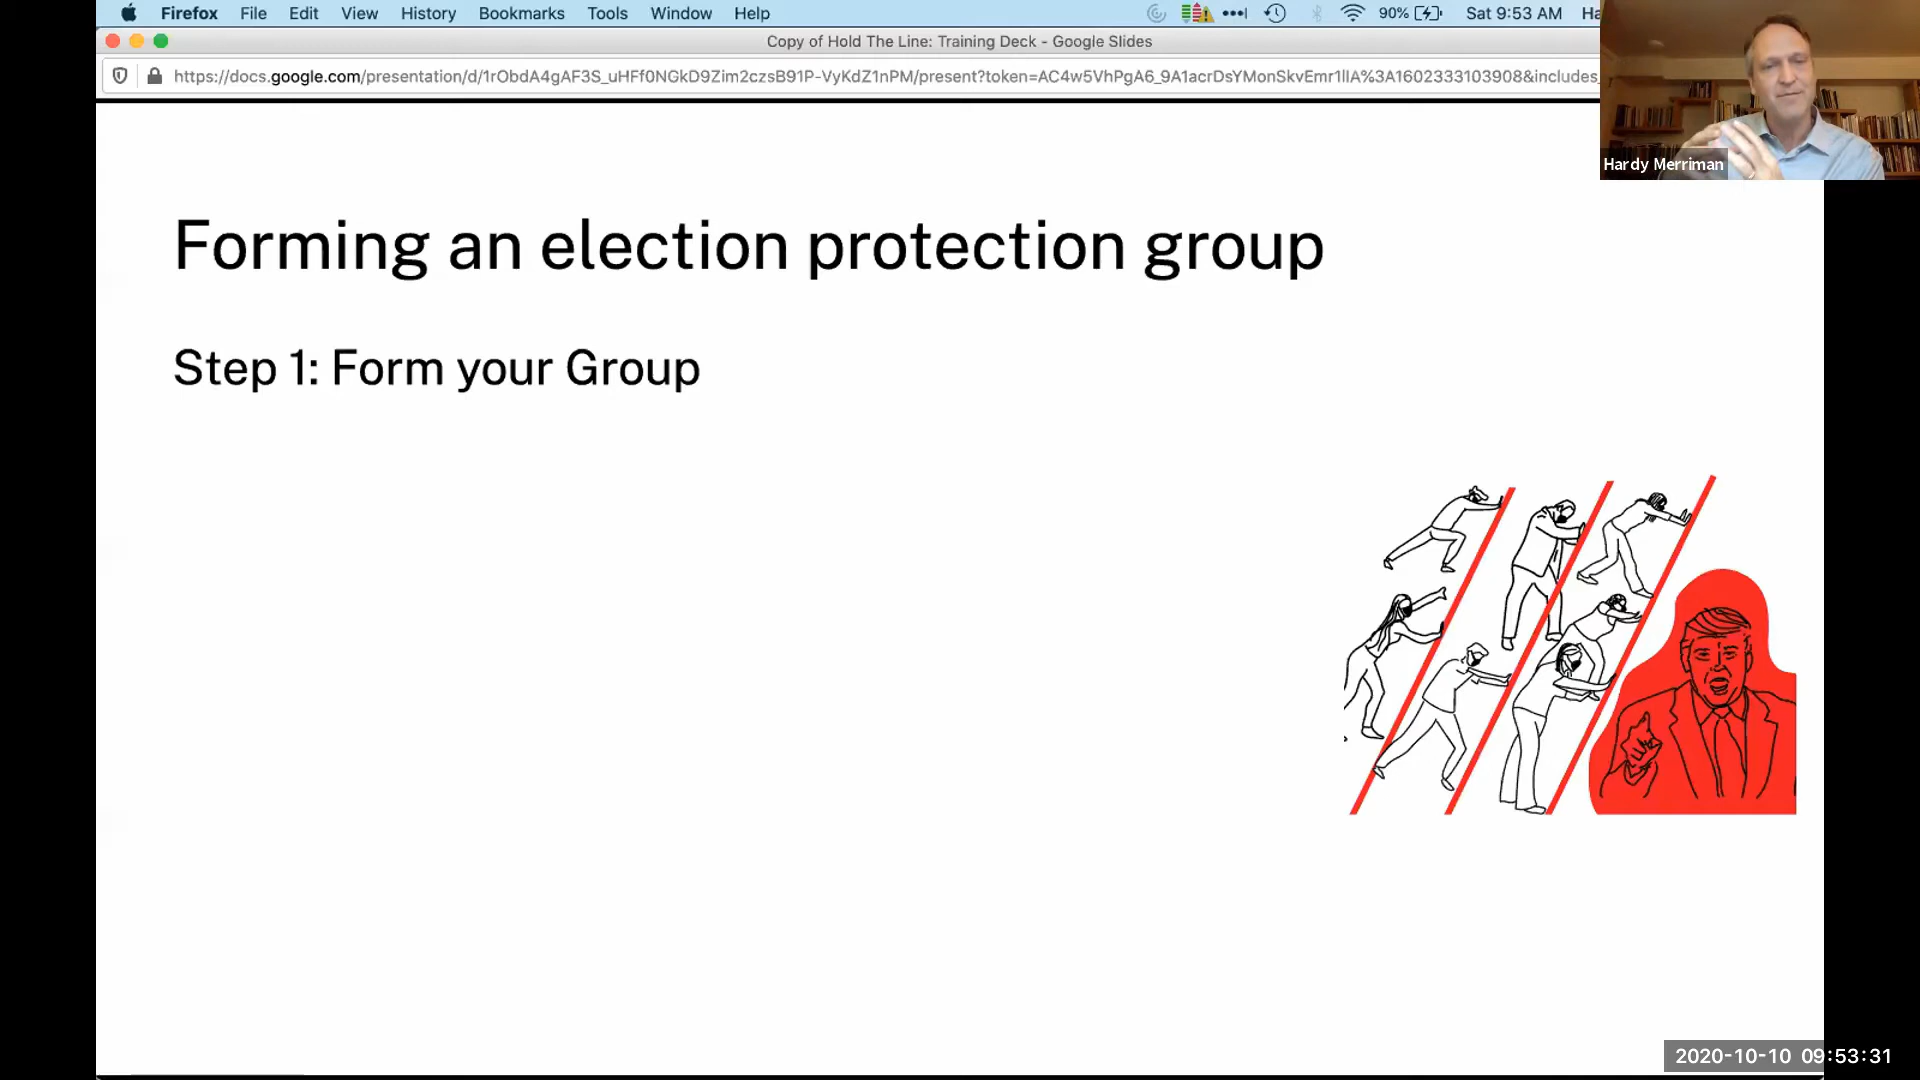 Firefox File Edit View History Bookmarks Tools Window Help 90% Sat 9:53 AM Ha
Copy of Hold The Line: Training Deck - Google Slides
https://docs.google.com/presentation/d/1rObdA4gAF3S_uHFf0NGkD9Zim2czsB91P-VyKdZ1nPM/present?token=AC4w5VhPgA6_9A1acrDsYMonSkvEmr1lIA%3A1602333103908&includes_
Hardy Merriman
Forming an election protection group
Step 1: Form your Group
2020-10-10 09:53:31